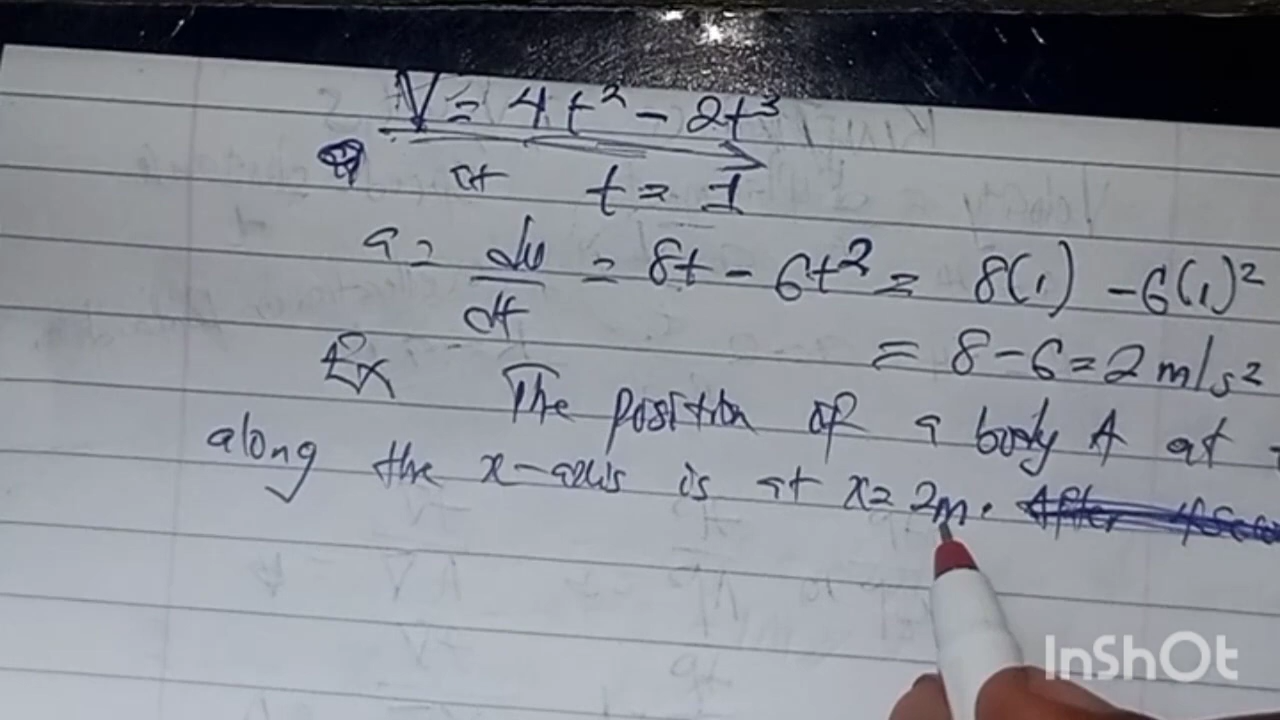 V = 4t² - 2t³
at t = 1
a = dv/dt = 8t - 6t² = 8(1) - 6(1)²
= 8 - 6 = 2 m/s²
Ex The position of a body A at
along the x-axis is at x = 2m.
InShOt